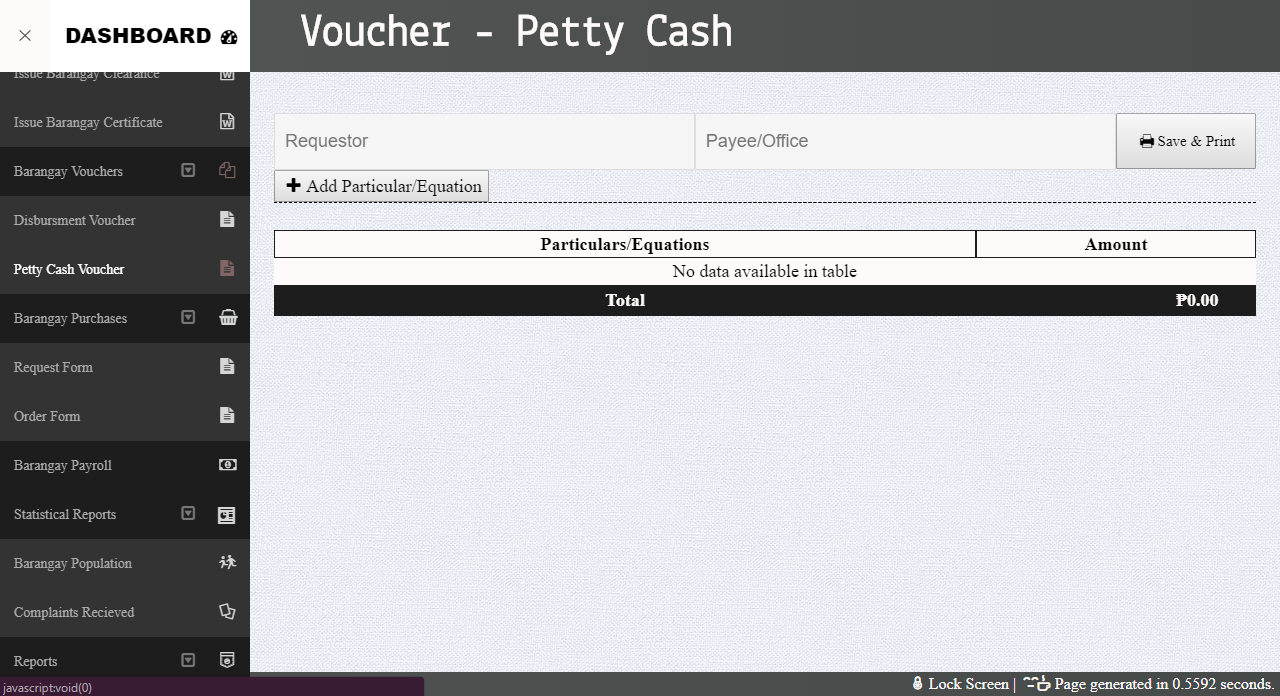 DASHBOARD
Voucher - Petty Cash
Issue Barangay Clearance
Issue Barangay Certificate
Barangay Vouchers
Disbursment Voucher
Petty Cash Voucher
Barangay Purchases
Request Form
Order Form
Barangay Payroll
Statistical Reports
Barangay Population
Complaints Recieved
Reports
javascript:void(0)
Requestor
Payee/Office
Save & Print
Add Particular/Equation
Particulars/Equations Amount
No data available in table
Total ₱0.00
Lock Screen | Page generated in 0.5592 seconds.